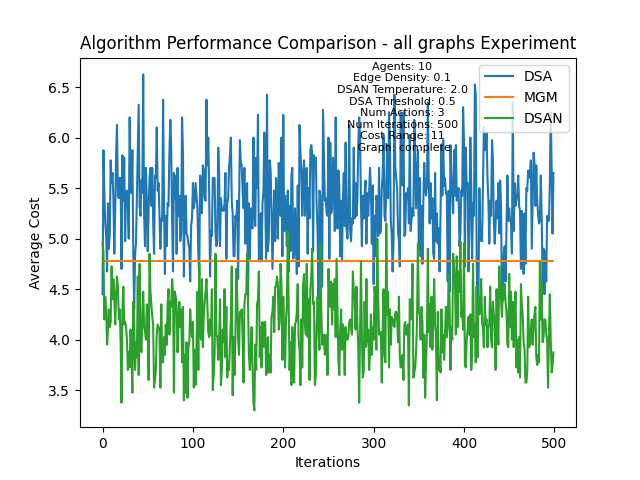 Algorithm Performance Comparison - all graphs Experiment
Agents: 10
Edge Density: 0.1
DSAN Temperature: 2.0
DSA Threshold: 0.5
Num Actions: 3
Num Iterations: 500
Cost Range: 11
Graph: complete
DSA
MGM
DSAN
Average Cost
6.5
6.0
5.5
5.0
4.5
4.0
3.5
0
100
200
300
400
500
Iterations